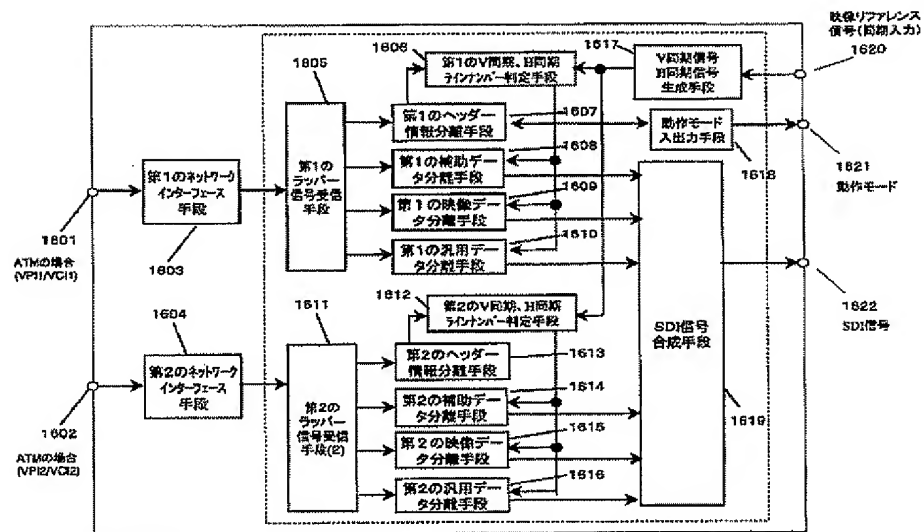 映像リファレンス
信号(同期入力)
1620
1617
V同期信号
H同期信号
生成手段
1606
第1のV同期、H同期
ラインナンバー判定手段
1605
第1の
ラッパー
信号受信
手段
1607
第1のヘッダー
情報分離手段
動作モード
入出力手段
1618
1621
動作モード
1608
第1の補助デー
タ分離手段
1609
第1の映像デー
タ分離手段
1610
第1の汎用デー
タ分離手段
第1のネットワーク
インターフェース
手段
1601
ATMの場合
(VPI1/VCI1)
1603
1622
SDI信号
1612
第2のV同期、H同期
ラインナンバー判定手段
SDI信号
合成手段
1619
1604
第2のネットワーク
インターフェース
手段
1602
ATMの場合
(VPI2/VCI2)
1611
第2の
ラッパー
信号受信
手段(2)
1613
第2のヘッダー
情報分離手段
1614
第2の補助デー
タ分離手段
1615
第2の映像デー
タ分離手段
1616
第2の汎用デー
タ分離手段